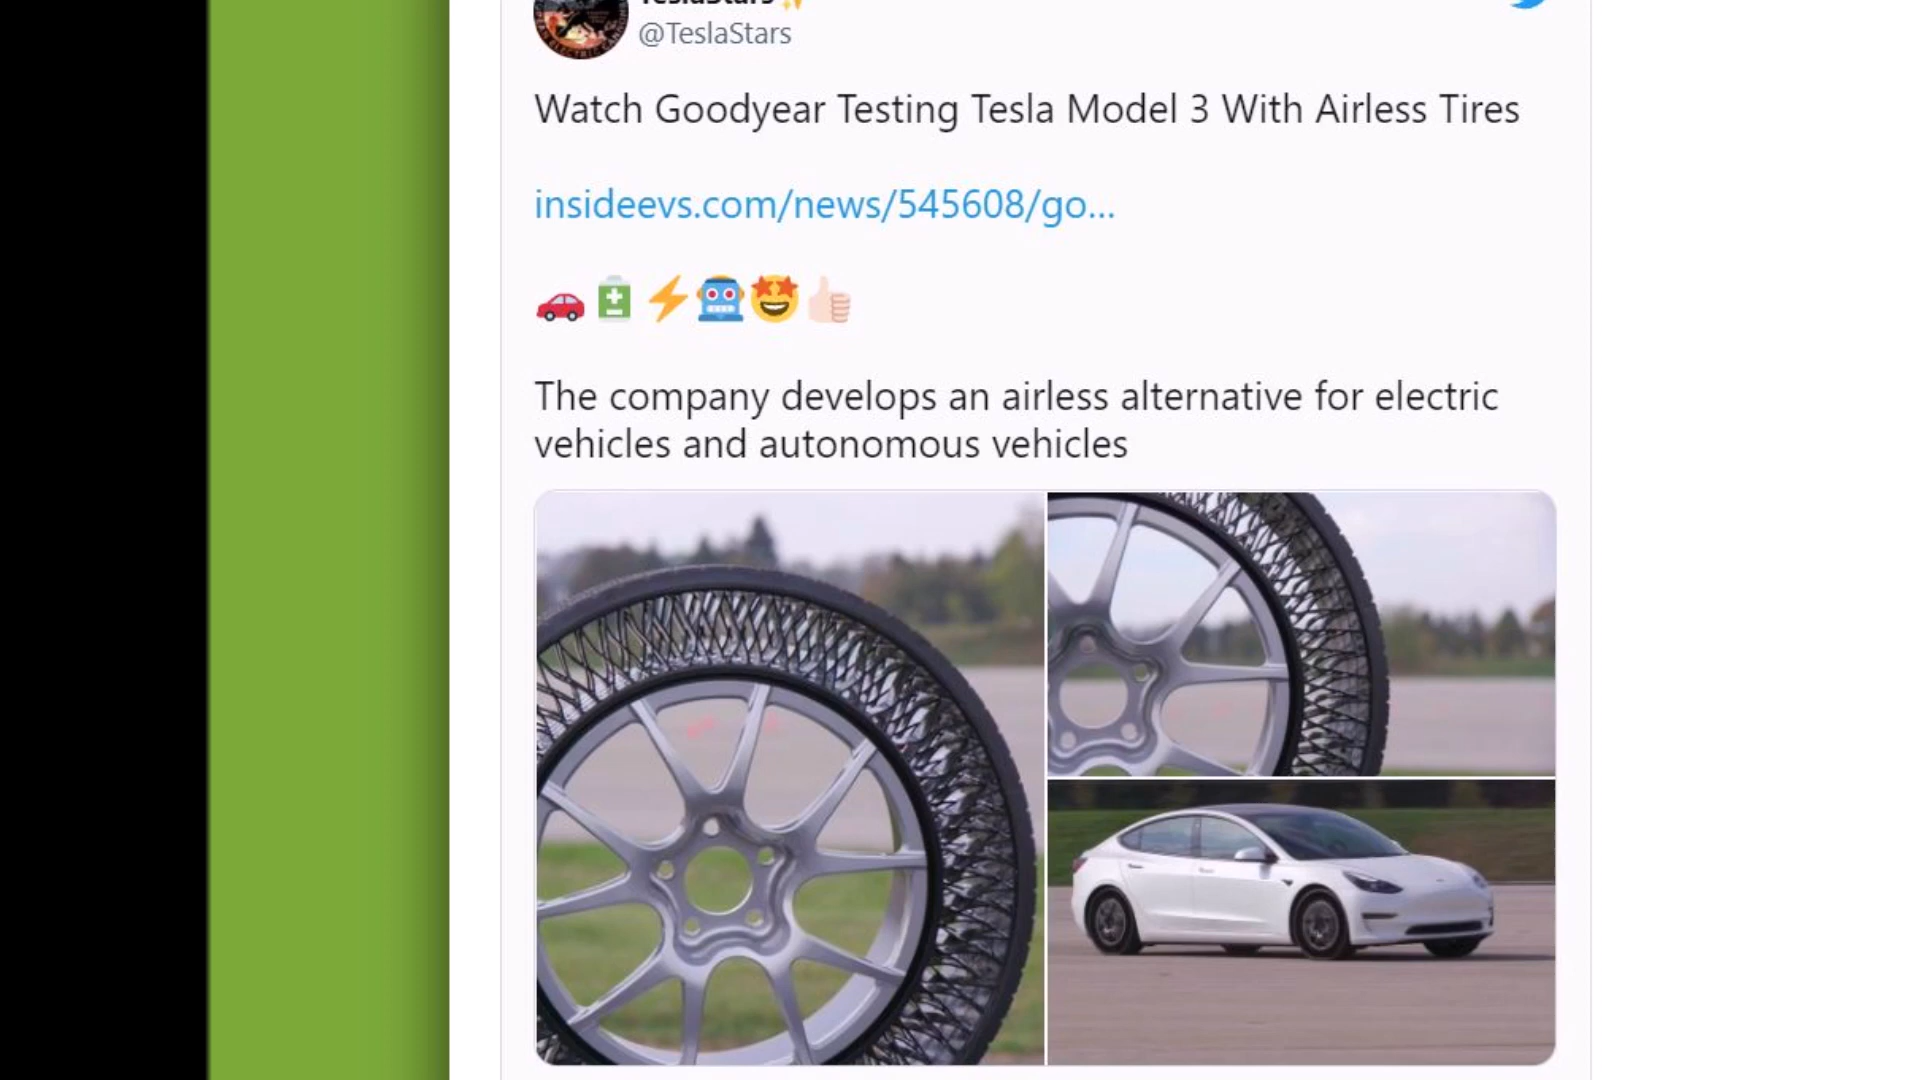 TeslaStars
@TeslaStars
Watch Goodyear Testing Tesla Model 3 With Airless Tires
insideevs.com/news/545608/go...
The company develops an airless alternative for electric
vehicles and autonomous vehicles